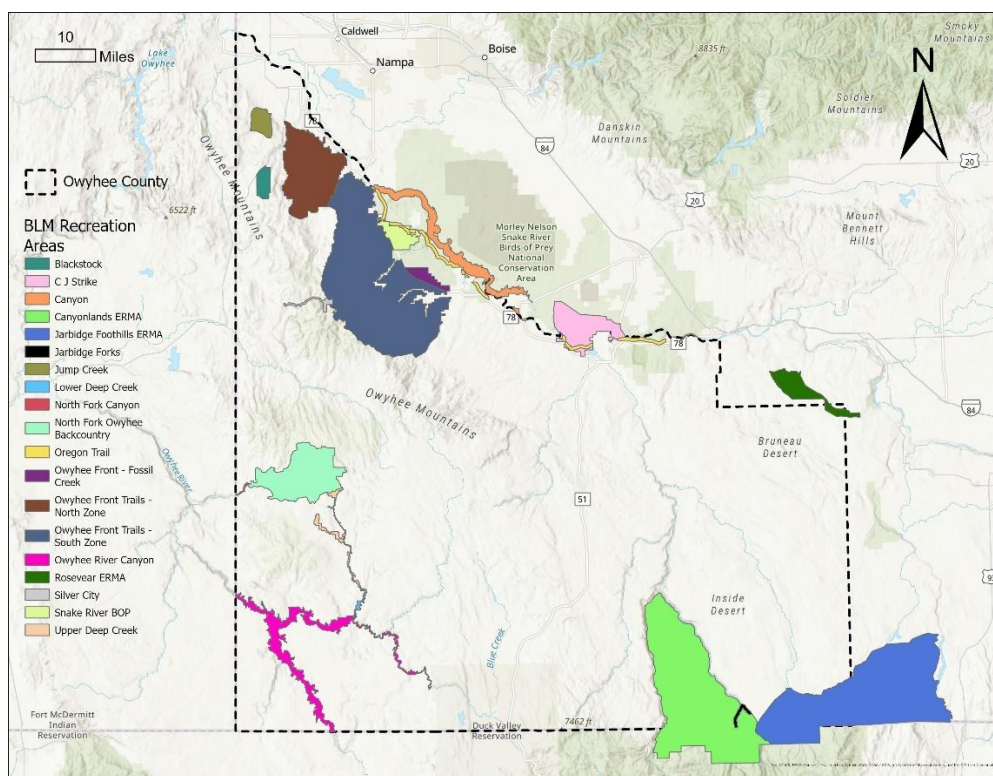 10
Miles
Lake
Owyhee
Caldwell
Nampa
Boise
8835 ft
Smoky
Mountains
N
Soldier
Mountains
Danskin
Mountains
84
20
78
Owyhee Mountains
6522 ft
20
Mount
Bennett
Hills
Morley Nelson
Snake River
Birds of Prey
National
Conservation
Area
78
78
84
Owyhee Mountains
Bruneau
Desert
51
Owyhee River
93
Inside
Desert
Blue Creek
Fort McDermitt
Indian
Reservation
Duck Valley
Reservation
7462 ft
Owyhee County
BLM Recreation
Areas
Blackstock
C J Strike
Canyon
Canyonlands ERMA
Jarbidge Foothills ERMA
Jarbidge Forks
Jump Creek
Lower Deep Creek
North Fork Canyon
North Fork Owyhee
Backcountry
Oregon Trail
Owyhee Front - Fossil
Creek
Owyhee Front Trails -
North Zone
Owyhee Front Trails -
South Zone
Owyhee River Canyon
Rosevear ERMA
Silver City
Snake River BOP
Upper Deep Creek